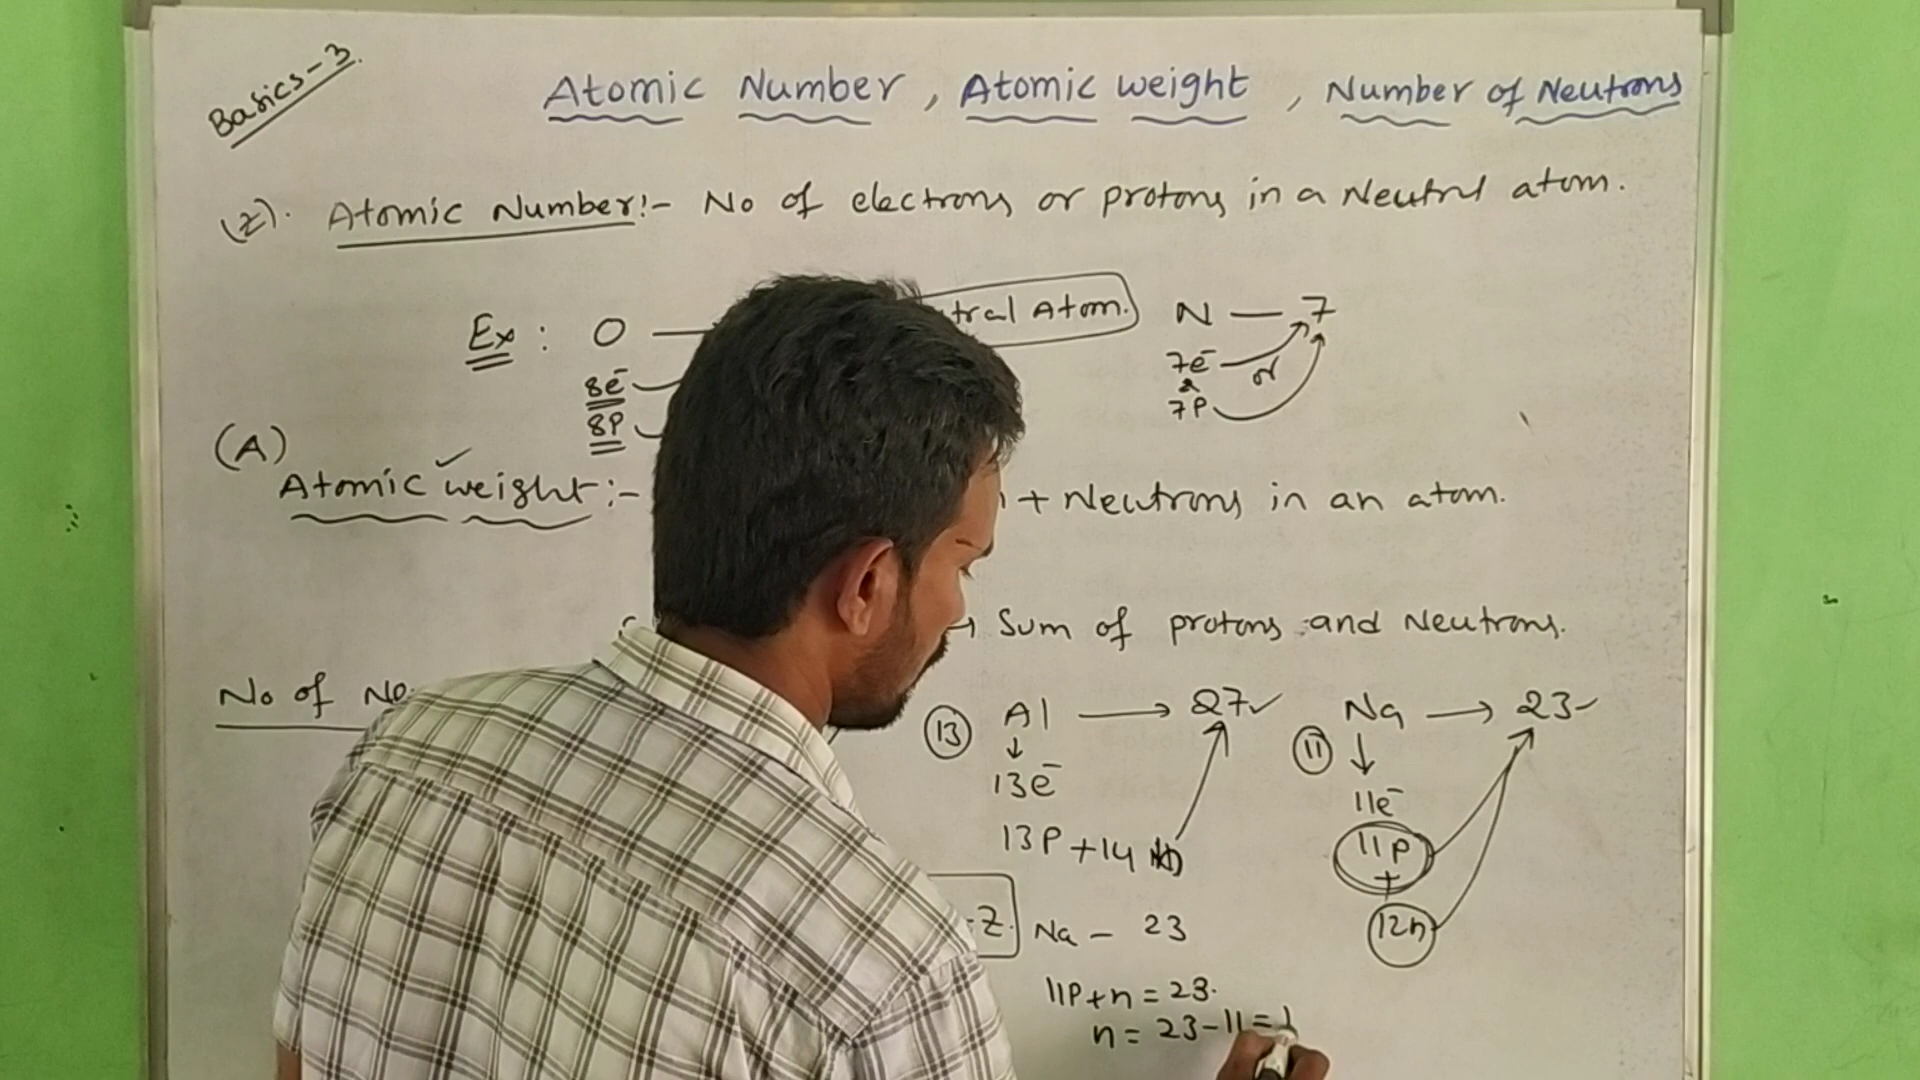 Basics-3.
Atomic Number, Atomic weight, Number of Neutrons
(Z). Atomic Number:- No of electrons or protons in a Neutrl atom.
Ex : O —
tral Atom.
N — 7
8e⁻
8P
7e⁻ or
&
7P
(A)
Atomic weight :-
+ Neutrons in an atom.
→ Sum of protons and Neutrons.
No of Ne
(13) Al → 27✓
13e⁻
13P + 14
(11) Na → 23
11e⁻
11P
+
12n
-Z.
Na - 23
11P + n = 23.
n = 23 - 11 = 1